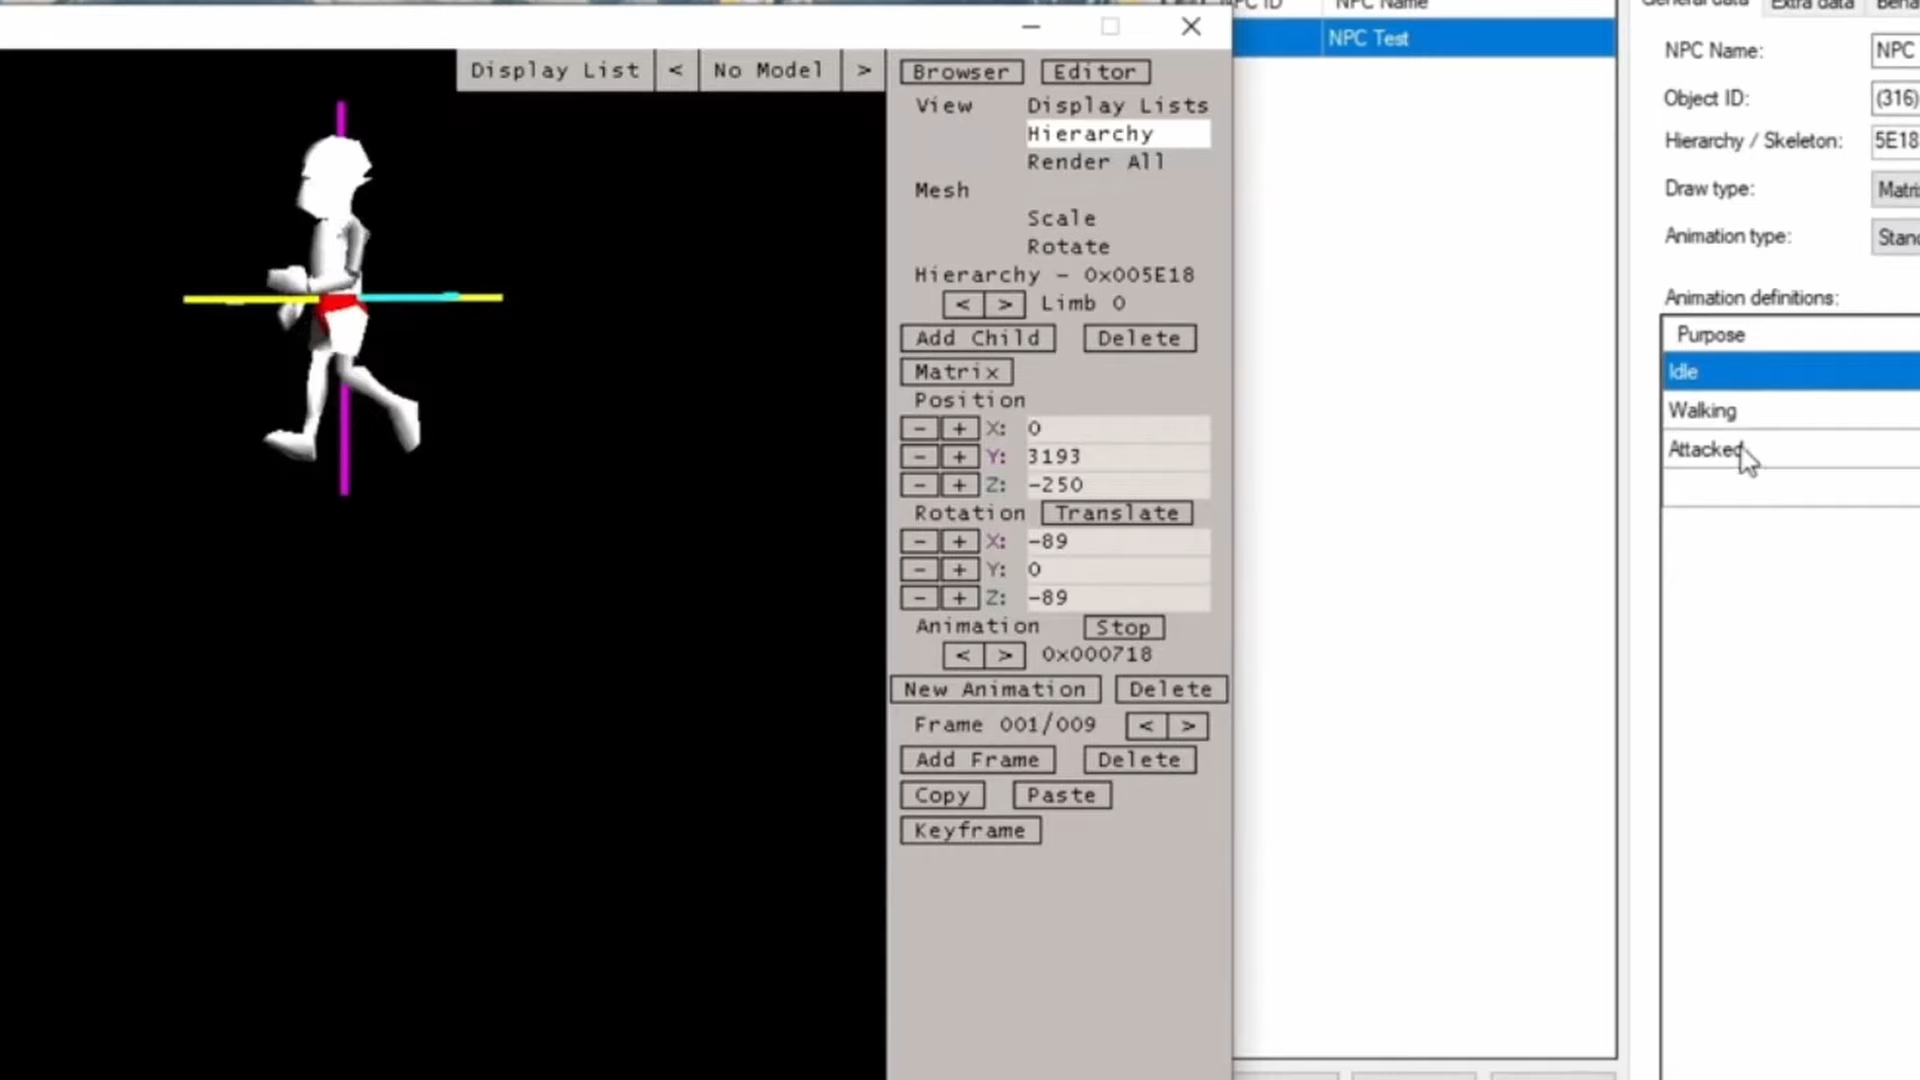 Display List < No Model >
Browser Editor
View Display Lists
Hierarchy
Render All
Mesh
Scale
Rotate
Hierarchy - 0x005E18
< > Limb 0
Add Child Delete
Matrix
Position
- + X: 0
- + Y: 3193
- + Z: -250
Rotation Translate
- + X: -89
- + Y: 0
- + Z: -89
Animation Stop
< > 0x000718
New Animation Delete
Frame 001/009 < >
Add Frame Delete
Copy Paste
Keyframe
NPC Name
NPC Test
General data Extra data
NPC Name: NPC
Object ID: (316)
Hierarchy / Skeleton: 5E18
Draw type:
Animation type:
Animation definitions:
Purpose
Idle
Walking
Attacked